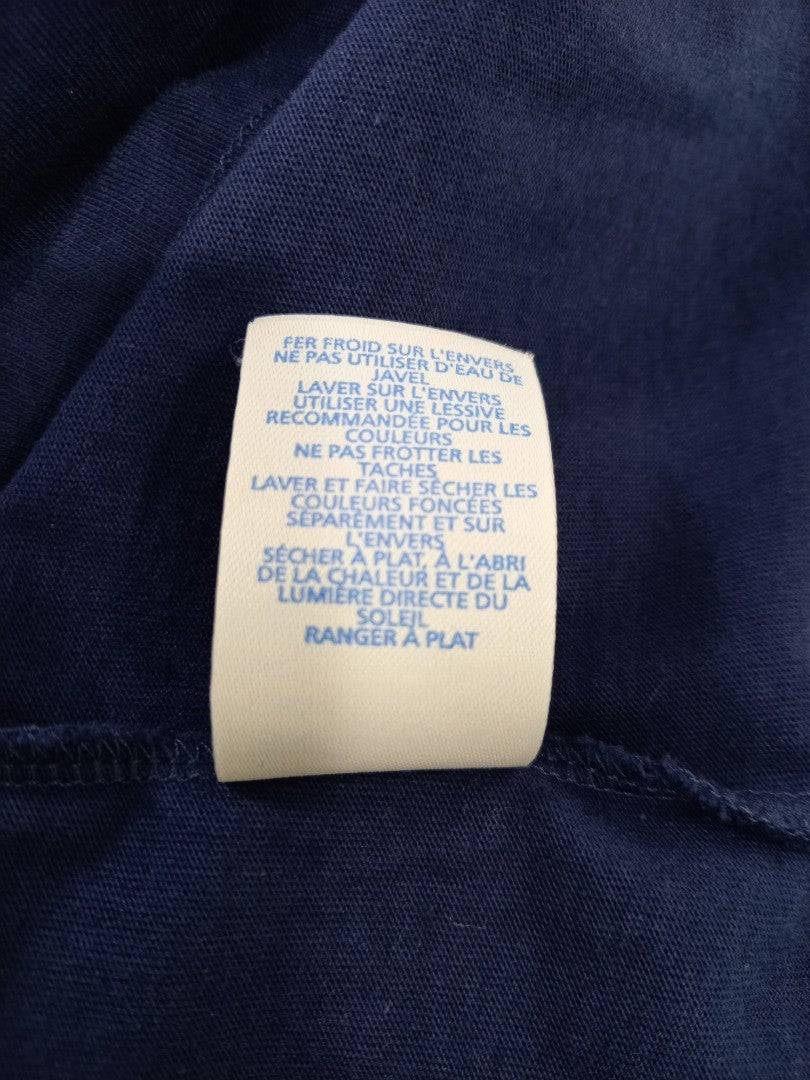 FER FROID SUR L'ENVERS
NE PAS UTILISER D'EAU DE
JAVEL
LAVER SUR L'ENVERS
UTILISER UNE LESSIVE
RECOMMANDÉE POUR LES
COULEURS
NE PAS FROTTER LES
TACHES
LAVER ET FAIRE SÉCHER LES
COULEURS FONCÉES
SÉPARÉMENT ET SUR
L'ENVERS
SÉCHER À PLAT, À L'ABRI
DE LA CHALEUR ET DE LA
LUMIÈRE DIRECTE DU
SOLEIL
RANGER À PLAT